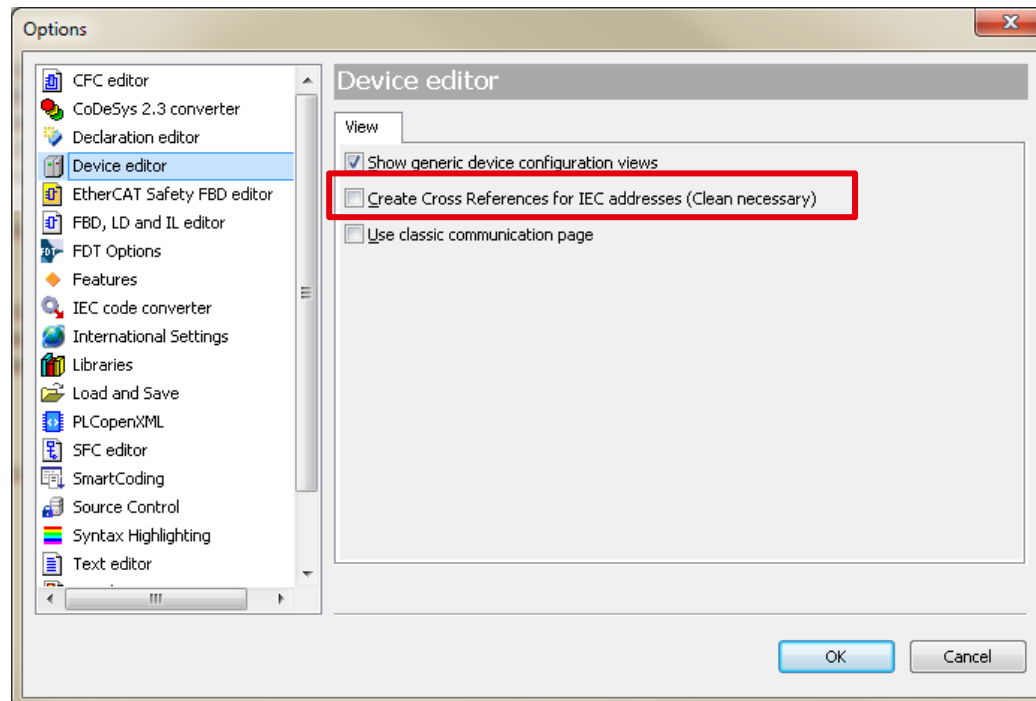 Options
CFC editor
CoDeSys 2.3 converter
Declaration editor
Device editor
EtherCAT Safety FBD editor
FBD, LD and IL editor
FDT Options
Features
IEC code converter
International Settings
Libraries
Load and Save
PLCopenXML
SFC editor
SmartCoding
Source Control
Syntax Highlighting
Text editor
Device editor
View
Show generic device configuration views
Create Cross References for IEC addresses (Clean necessary)
Use classic communication page
OK
Cancel